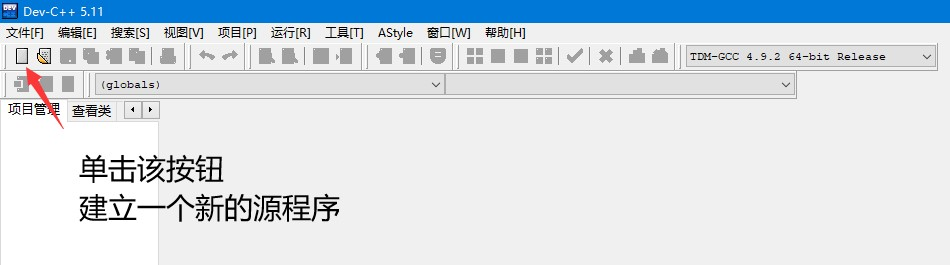 Dev-C++ 5.11
文件[F] 编辑[E] 搜索[S] 视图[V] 项目[P] 运行[R] 工具[T] AStyle 窗口[W] 帮助[H]
TDM-GCC 4.9.2 64-bit Release
(globals)
项目管理 查看类
单击该按钮
建立一个新的源程序